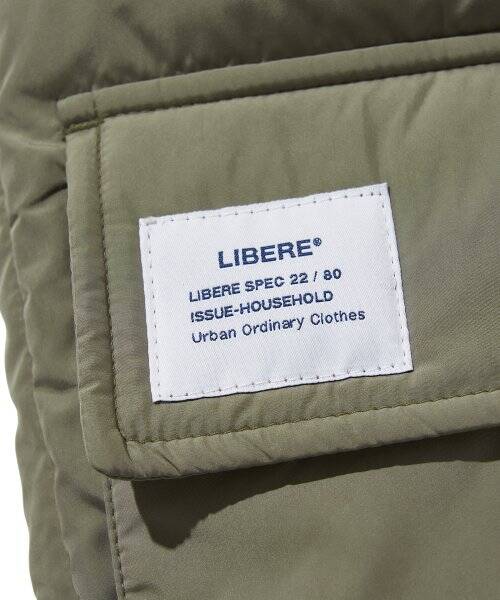 LIBERE®
LIBERE SPEC 22 / 80
ISSUE-HOUSEHOLD
Urban Ordinary Clothes